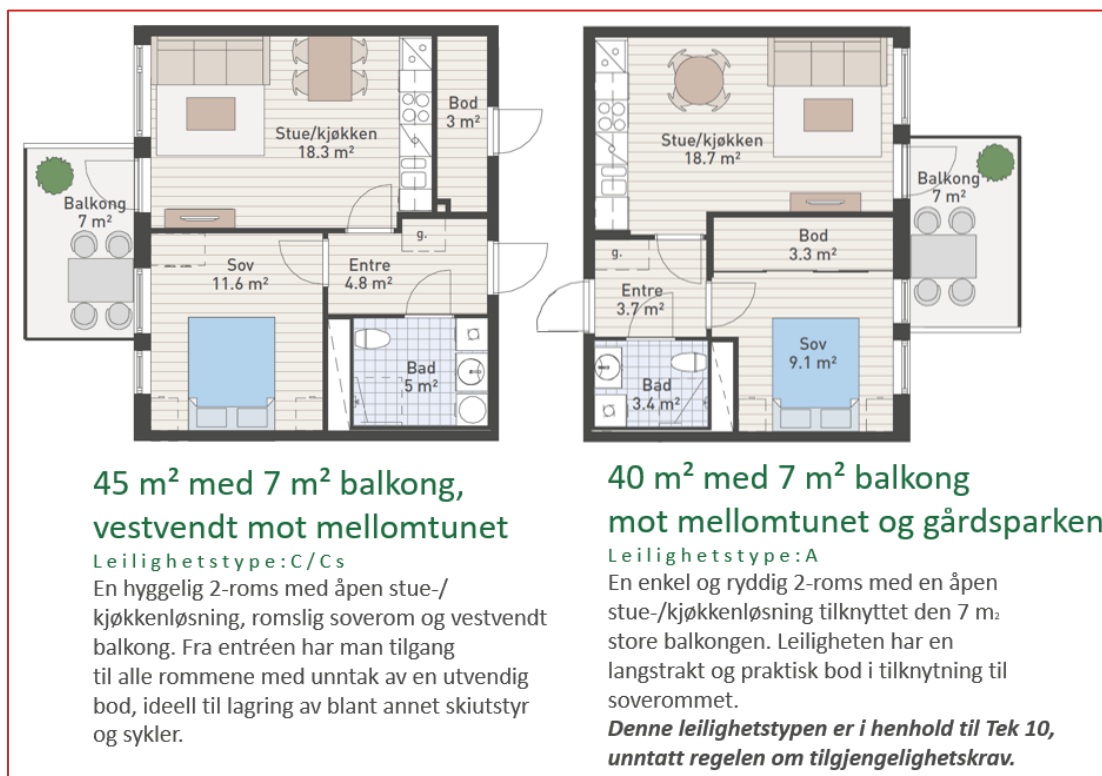 Stue/kjøkken
18.3 m²
Bod
3 m²
Balkong
7 m²
Sov
11.6 m²
g.
Entre
4.8 m²
Bad
5 m²
Stue/kjøkken
18.7 m²
Balkong
7 m²
Bod
3.3 m²
g.
Entre
3.7 m²
Sov
9.1 m²
Bad
3.4 m²
45 m² med 7 m² balkong,
vestvendt mot mellomtunet
Leilighetstype:C/Cs
En hyggelig 2-roms med åpen stue-/
kjøkkenløsning, romslig soverom og vestvendt
balkong. Fra entréen har man tilgang
til alle rommene med unntak av en utvendig
bod, ideell til lagring av blant annet skiutstyr
og sykler.
40 m² med 7 m² balkong
mot mellomtunet og gårdsparken
Leilighetstype:A
En enkel og ryddig 2-roms med en åpen
stue-/kjøkkenløsning tilknyttet den 7 m₂
store balkongen. Leiligheten har en
langstrakt og praktisk bod i tilknytning til
soverommet.
Denne leilighetstypen er i henhold til Tek 10,
unntatt regelen om tilgjengelighetskrav.